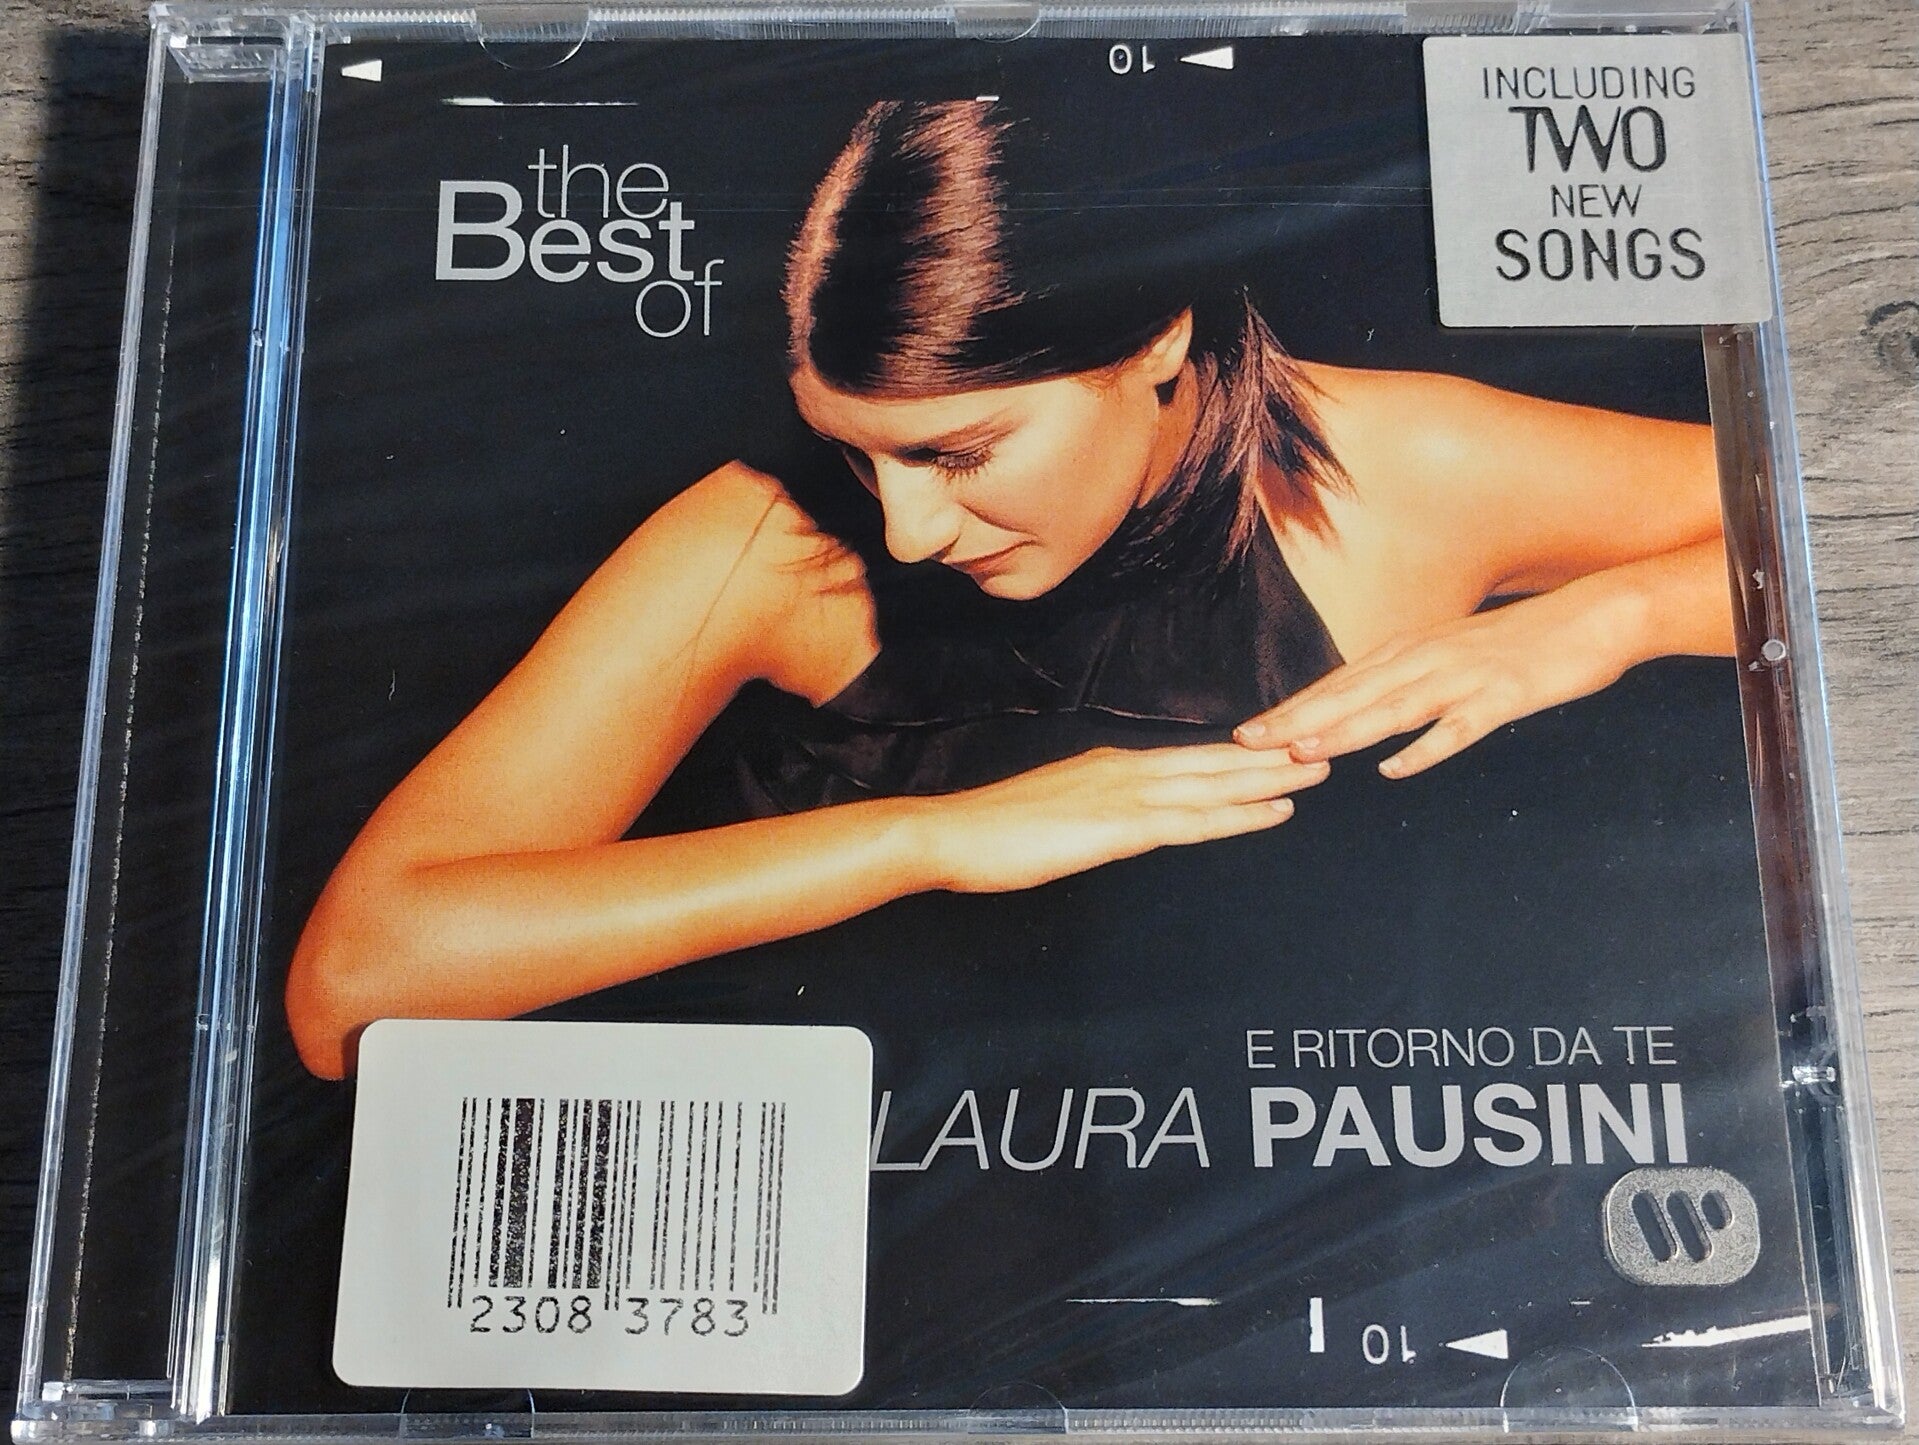 10
INCLUDING
TWO
NEW
SONGS
the
Best
of
E RITORNO DA TE
LAURA PAUSINI
2308 3783
10